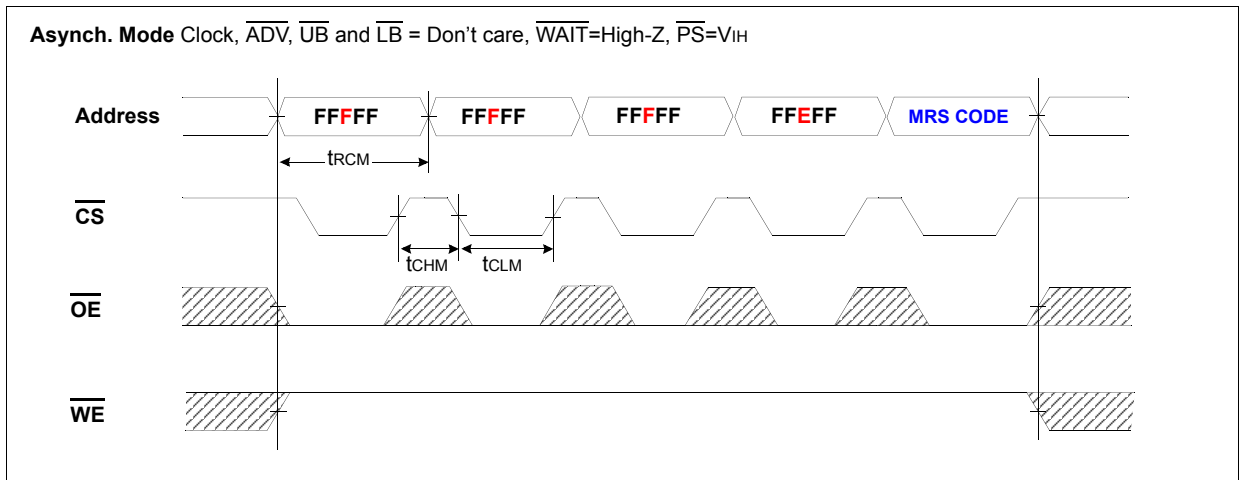 Asynch. Mode Clock, ADV, UB and LB = Don't care, WAIT=High-Z, PS=VIH
Address FFFFF FFFFF FFFFF FFEFF MRS CODE
tRCM
CS
tCHM tCLM
OE
WE